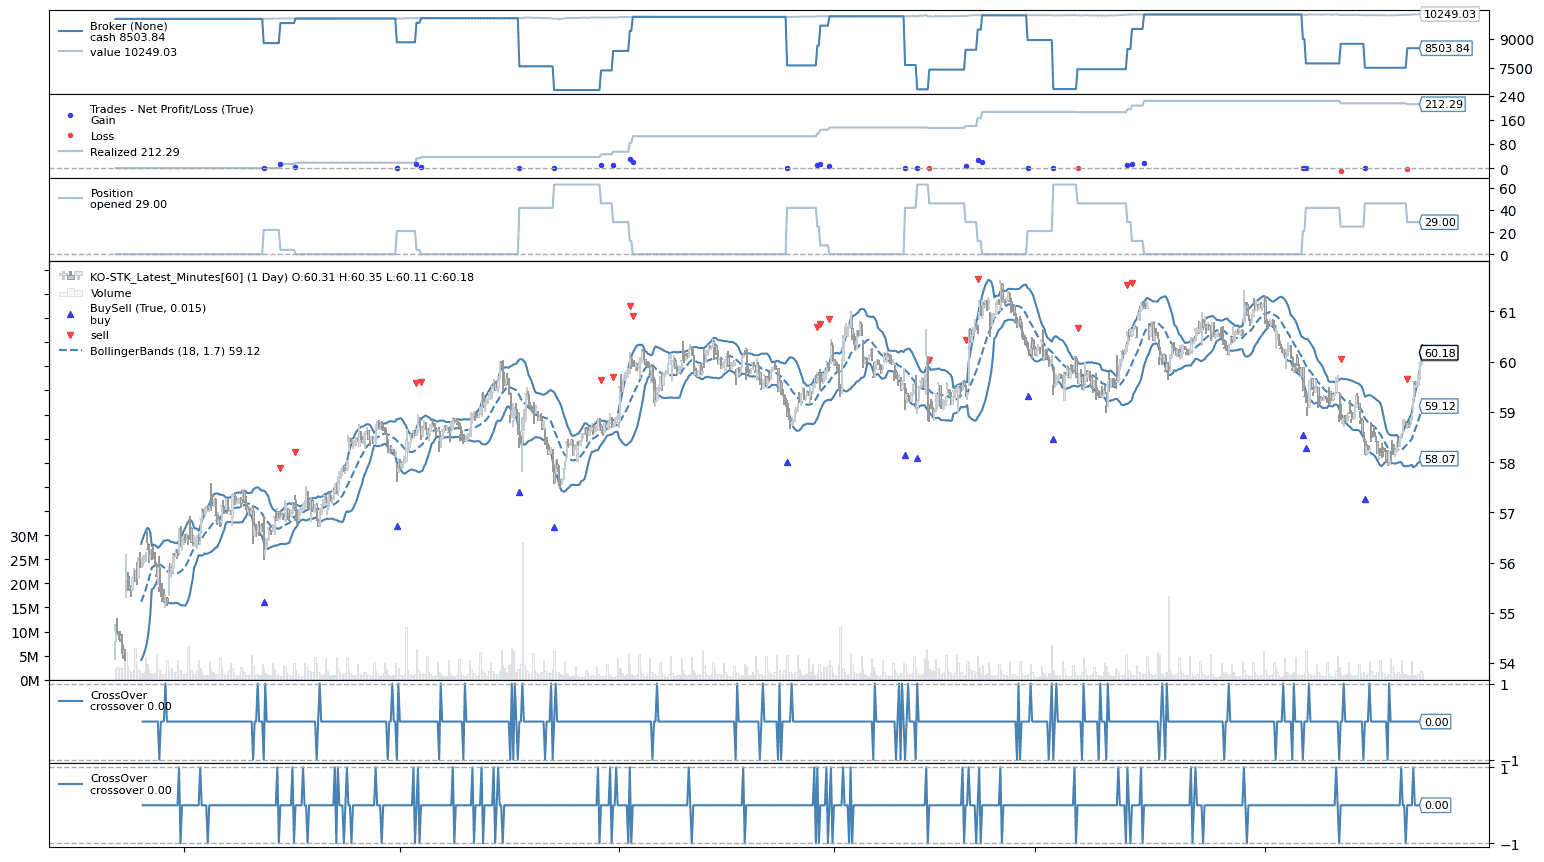 Broker (None)
cash 8503.84
value 10249.03
10249.03
9000
8503.84
7500
Trades - Net Profit/Loss (True)
Gain
Loss
Realized 212.29
240
212.29
160
80
0
Position
opened 29.00
60
40
29.00
20
0
KO-STK_Latest_Minutes[60] (1 Day) O:60.31 H:60.35 L:60.11 C:60.18
Volume
BuySell (True, 0.015)
buy
sell
BollingerBands (18, 1.7) 59.12
61
60.18
60
59.12
59
58.07
58
57
56
55
54
30M
25M
20M
15M
10M
5M
0M
CrossOver
crossover 0.00
1
0.00
−1
CrossOver
crossover 0.00
1
0.00
−1